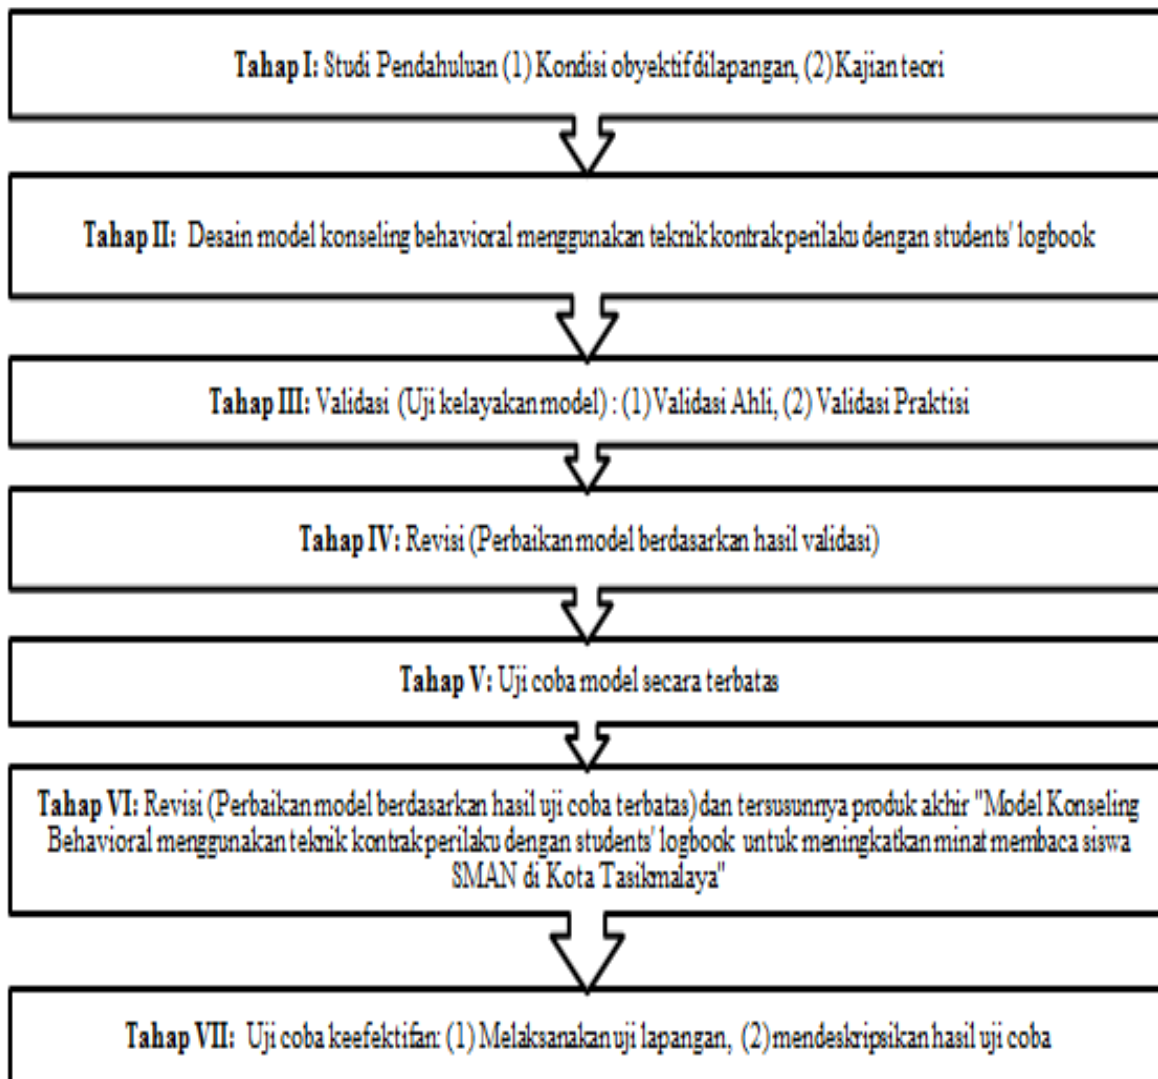 Tahap I: Studi Pendahuluan (1) Kondisi obyektif dilapangan, (2) Kajian teori
Tahap II: Desain model konseling behavioral menggunakan teknik kontrak perilaku dengan students' logbook
Tahap III: Validasi (Uji kelayakan model) : (1) Validasi Ahli, (2) Validasi Praktisi
Tahap IV: Revisi (Perbaikan model berdasarkan hasil validasi)
Tahap V: Uji coba model secara terbatas
Tahap VI: Revisi (Perbaikan model berdasarkan hasil uji coba terbatas) dan tersusunnya produk akhir "Model Konseling
Behavioral menggunakan teknik kontrak perilaku dengan students' logbook untuk meningkatkan minat membaca siswa
SMAN di Kota Tasikmalaya"
Tahap VII: Uji coba keefektifan: (1) Melaksanakan uji lapangan, (2) mendeskripsikan hasil uji coba